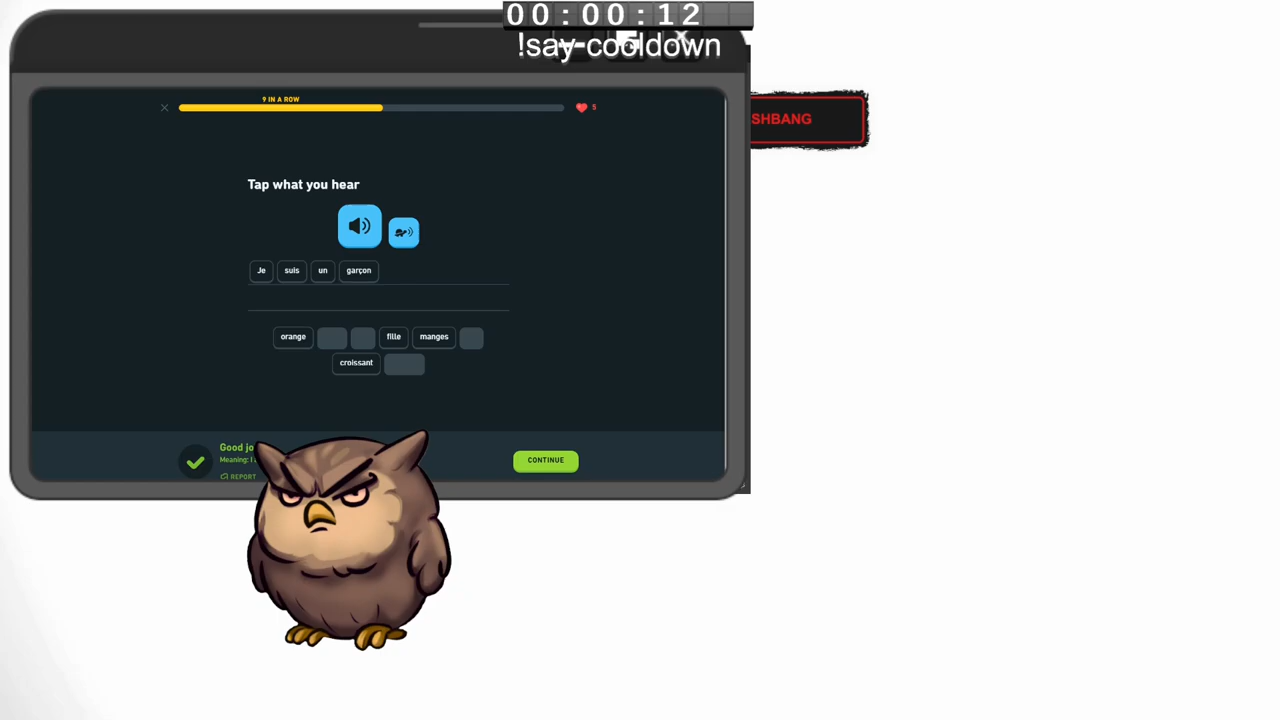 00:00:12
!say-cooldown
9 IN A ROW
5
SHBANG
Tap what you hear
Je suis un garçon
orange fille manges
croissant
Good jo
Meaning: I
CONTINUE
REPORT